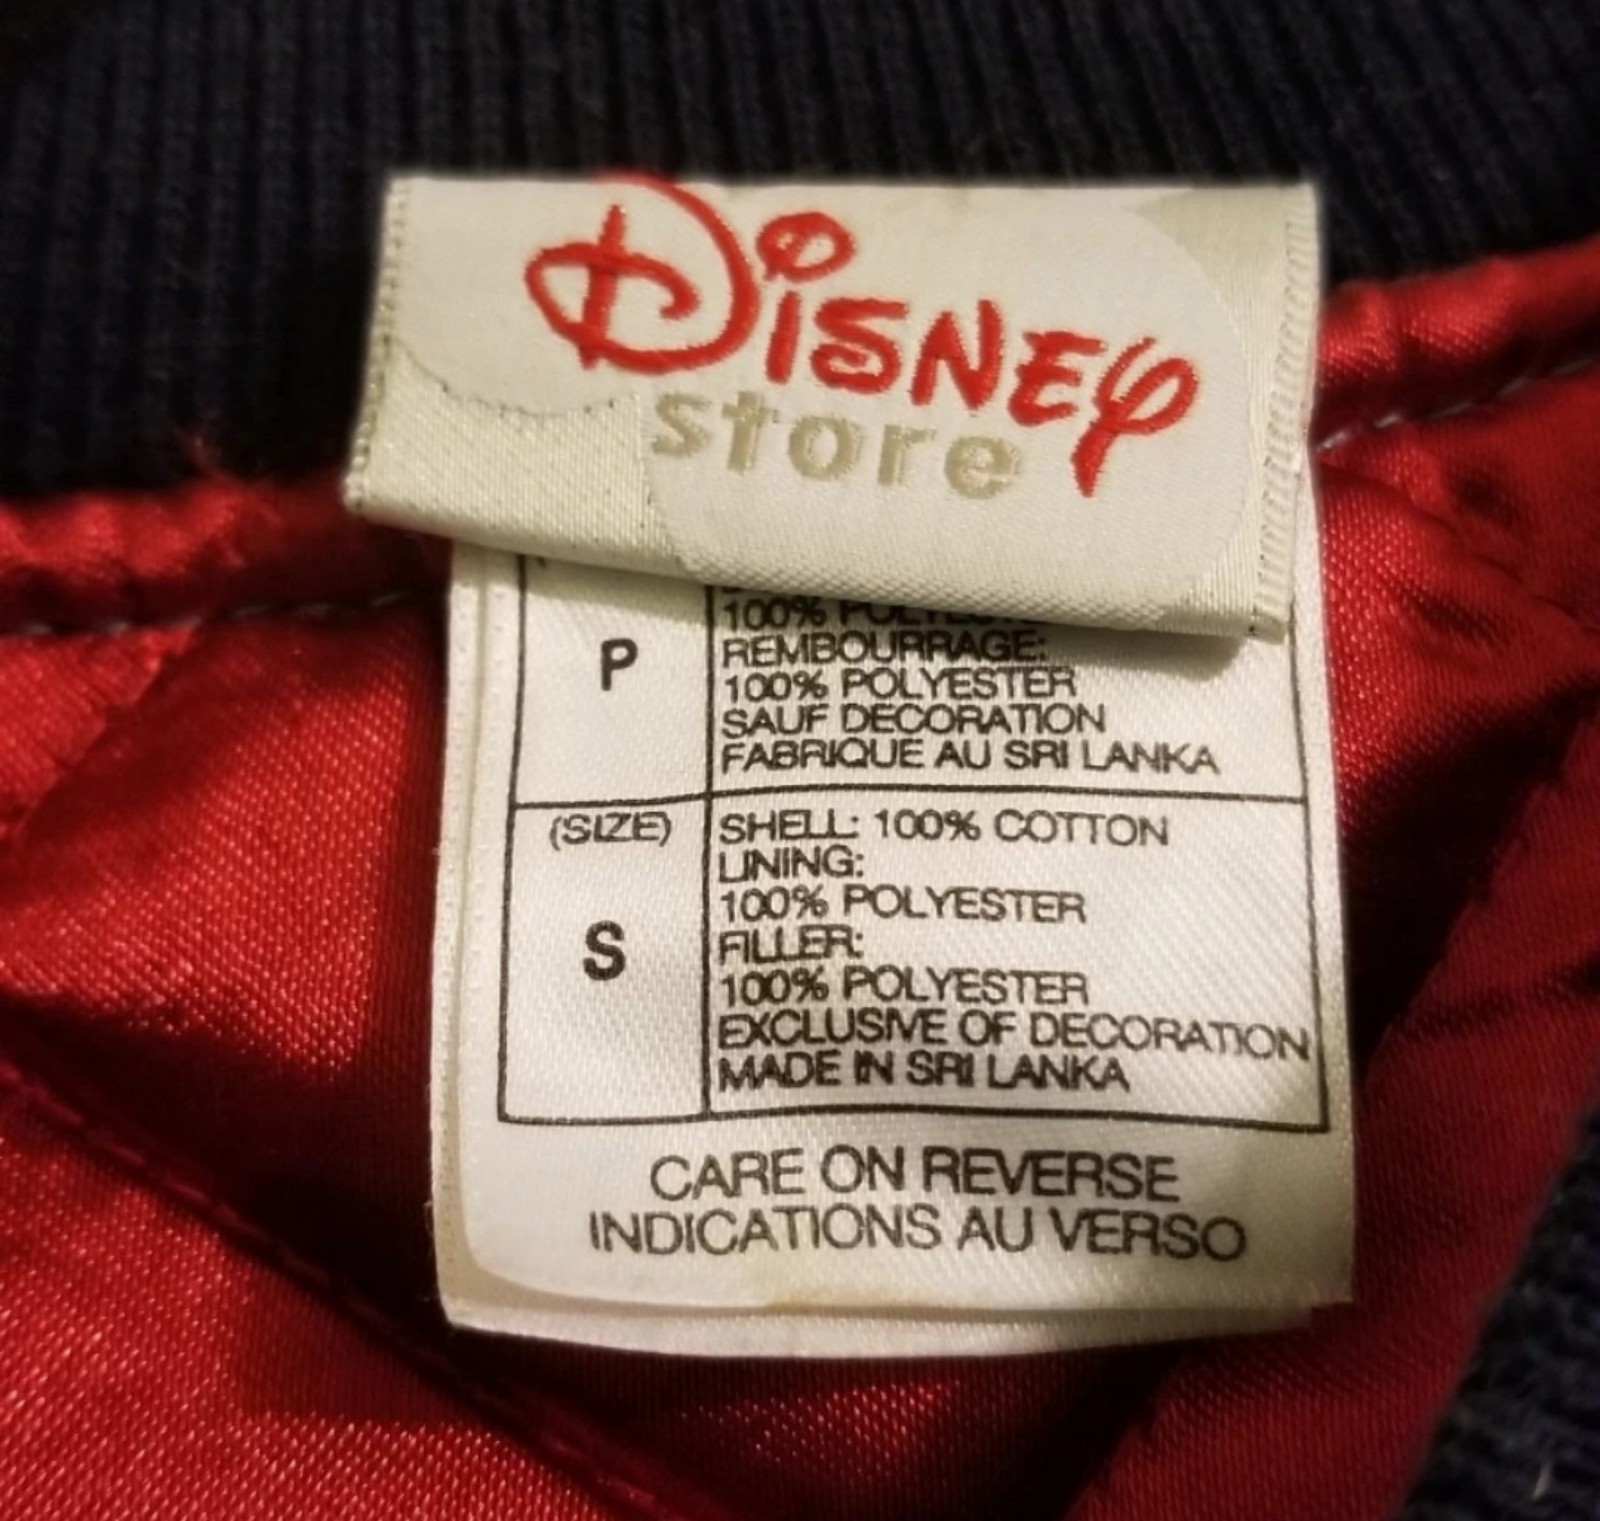 Disney
store
100% POLYESTER
P
REMBOURRAGE:
100% POLYESTER
SAUF DECORATION
FABRIQUE AU SRI LANKA
(SIZE)
S
SHELL: 100% COTTON
LINING:
100% POLYESTER
FILLER:
100% POLYESTER
EXCLUSIVE OF DECORATION
MADE IN SRI LANKA
CARE ON REVERSE
INDICATIONS AU VERSO